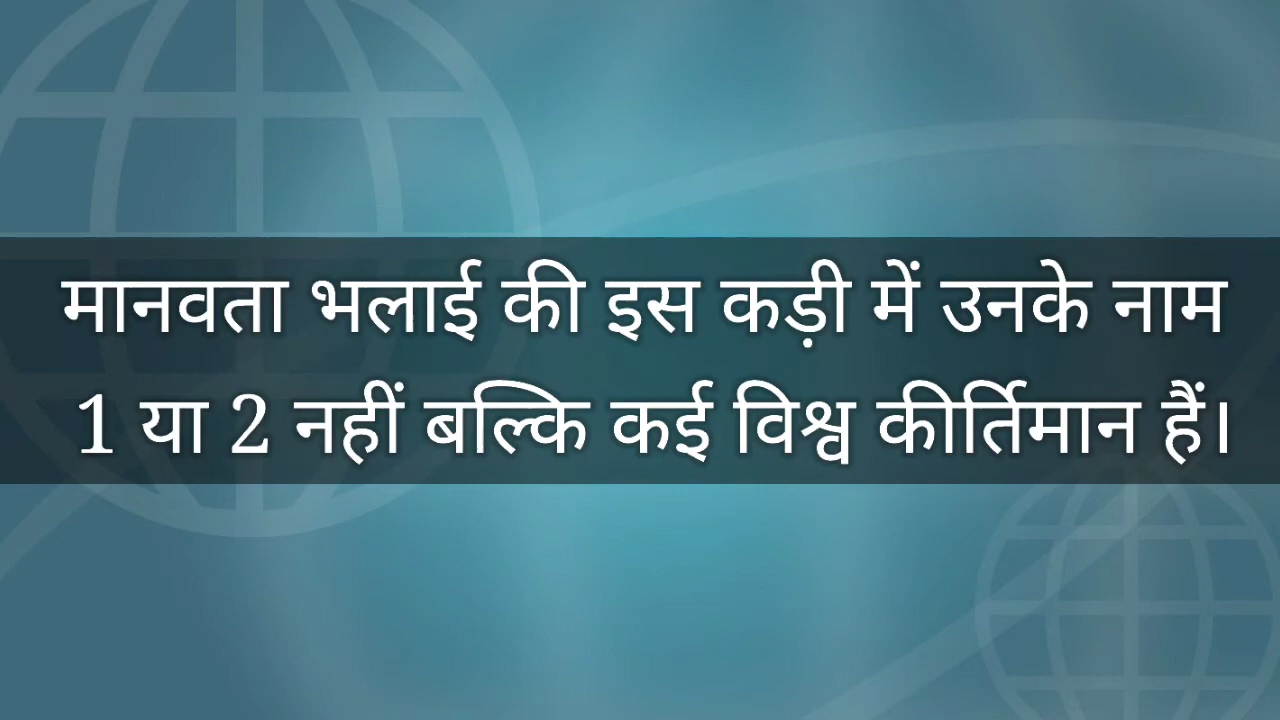 मानवता भलाई की इस कड़ी में उनके नाम
1 या 2 नहीं बल्कि कई विश्व कीर्तिमान हैं।